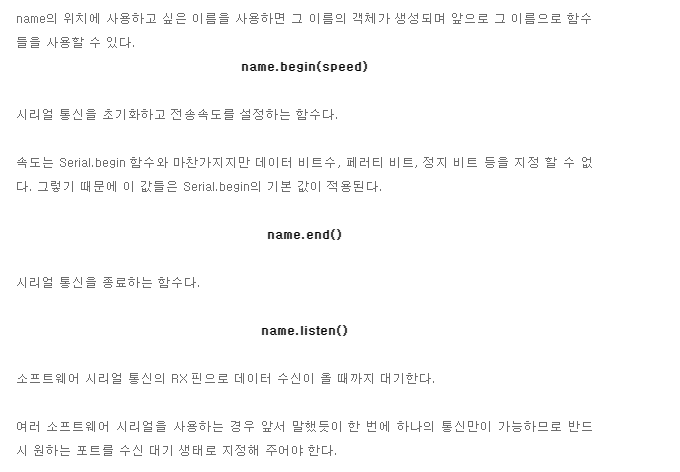 name의 위치에 사용하고 싶은 이름을 사용하면 그 이름의 객체가 생성되며 앞으로 그 이름으로 함수
들을 사용할 수 있다.
name.begin(speed)
시리얼 통신을 초기화하고 전송속도를 설정하는 함수다.
속도는 Serial.begin 함수와 마찬가지지만 데이터 비트수, 페러티 비트, 정지 비트 등을 지정 할 수 없
다. 그렇기 때문에 이 값들은 Serial.begin의 기본 값이 적용된다.
name.end()
시리얼 통신을 종료하는 함수다.
name.listen()
소프트웨어 시리얼 통신의 RX 핀으로 데이터 수신이 올 때까지 대기한다.
여러 소프트웨어 시리얼을 사용하는 경우 앞서 말했듯이 한 번에 하나의 통신만이 가능하므로 반드
시 원하는 포트를 수신 대기 생태로 지정해 주어야 한다.